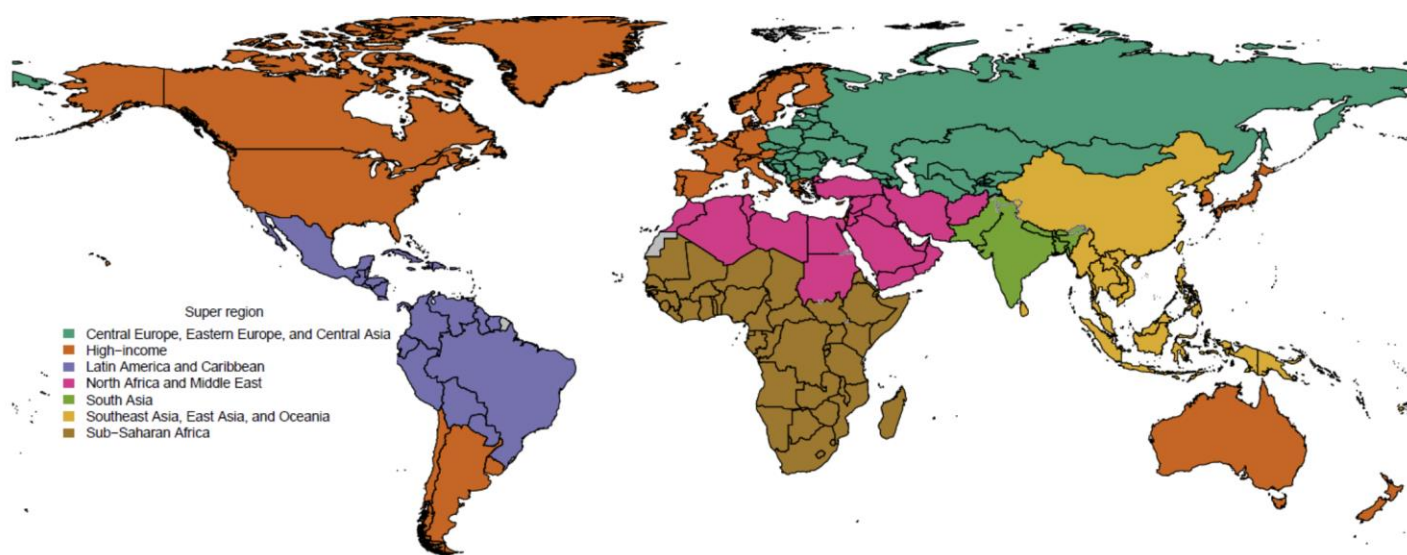 Super region
Central Europe, Eastern Europe, and Central Asia
High−income
Latin America and Caribbean
North Africa and Middle East
South Asia
Southeast Asia, East Asia, and Oceania
Sub−Saharan Africa